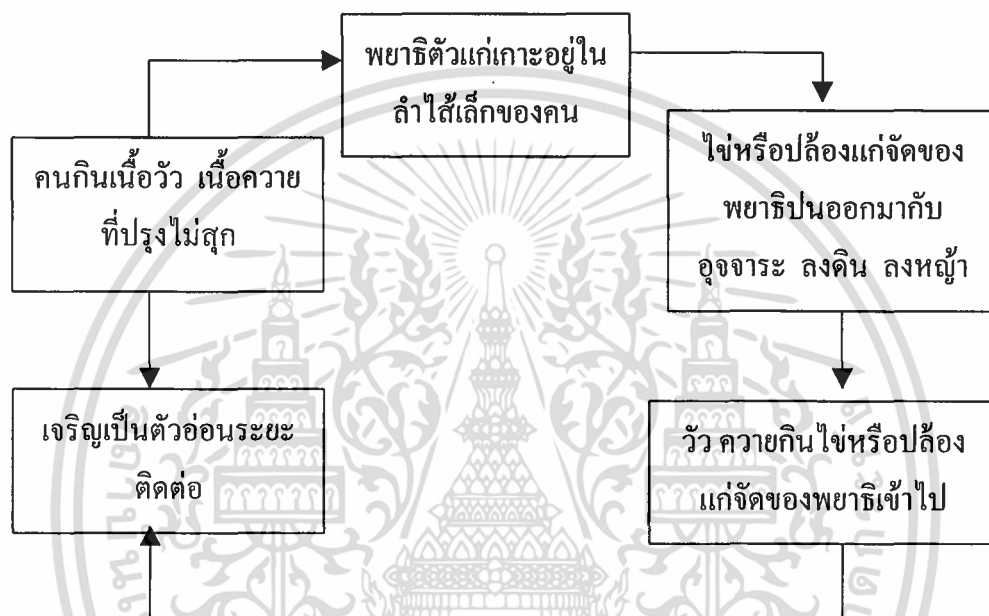 พยาธิตัวแก่เกาะอยู่ใน
ลำไส้เล็กของคน
คนกินเนื้อวัว เนื้อควาย
ที่ปรุงไม่สุก
ไข่หรือปล้องแก่จัดของ
พยาธิปนออกมากับ
อุจจาระ ลงดิน ลงหญ้า
เจริญเป็นตัวอ่อนระยะ
ติดต่อ
วัว ควายกินไข่หรือปล้อง
แก่จัดของพยาธิเข้าไป